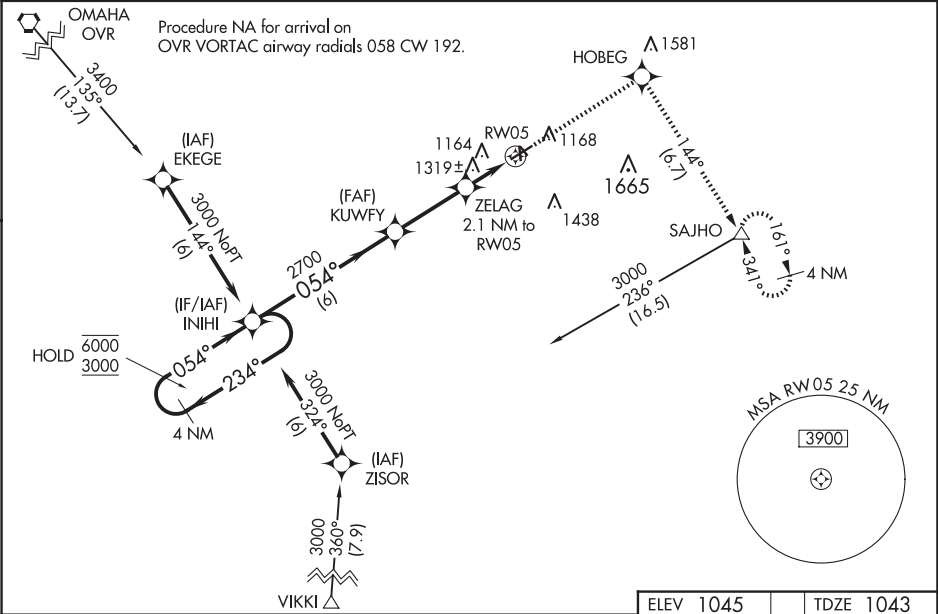 OMAHA
OVR
Procedure NA for arrival on
OVR VORTAC airway radials 058 CW 192.
3400
135°
(13.7)
(IAF)
EKEGE
3000 NoPT
144°
(6)
HOBEG
1581
RW05
1164
1319±
1168
1665
1438
144°
(6.7)
(FAF)
KUWFY
ZELAG
2.1 NM to
RW05
SAJHO
161°
341°
4 NM
3000
236°
(16.5)
2700
054°
(6)
(IF/IAF)
INIHI
HOLD
6000
3000
054°
234°
4 NM
3000 NoPT
324°
(6)
(IAF)
ZISOR
3000
360°
(7.9)
VIKKI
MSA RW05 25 NM
3900
ELEV 1045
TDZE 1043